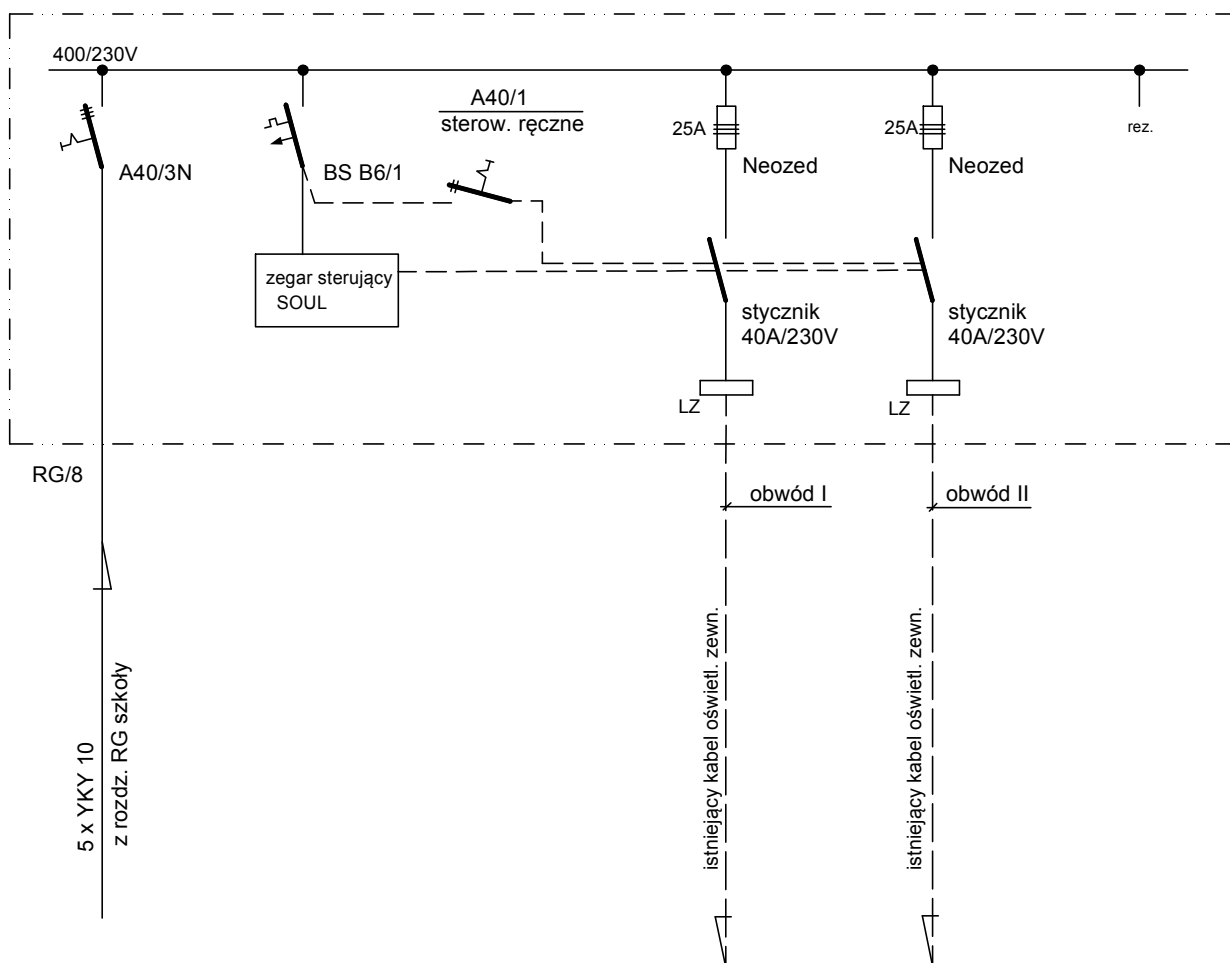 400/230V
A40/3N
BS B6/1
A40/1
sterow. ręczne
25A
Neozed
25A
Neozed
rez.
zegar sterujący
SOUL
stycznik
40A/230V
stycznik
40A/230V
LZ
LZ
RG/8
obwód I
obwód II
5 x YKY 10
z rozdz. RG szkoły
istniejący kabel oświetl. zewn.
istniejący kabel oświetl. zewn.